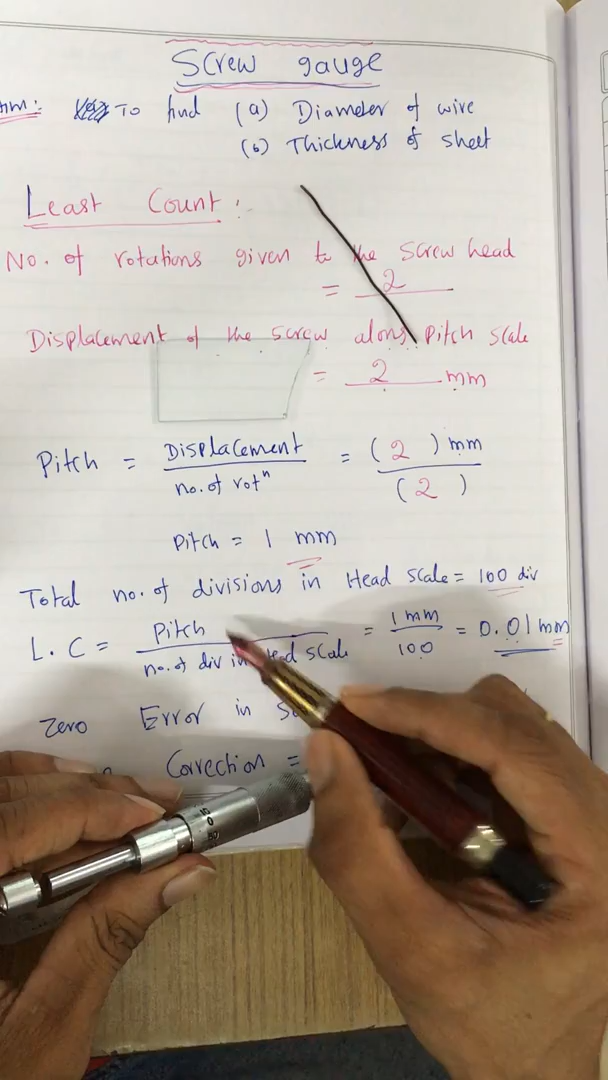 Screw gauge
Aim: To find (a) Diameter of wire
(b) Thickness of sheet
Least Count:
No. of rotations given to the screw head
= 2
Displacement of the screw along pitch scale
= 2 mm
Pitch = Displacement / no. of rotⁿ = (2) mm / (2)
Pitch = 1 mm
Total no. of divisions in Head scale = 100 div
L.C = Pitch / no. of div in Head scale = 1 mm / 100 = 0.01 mm
Zero Error in
Correction =